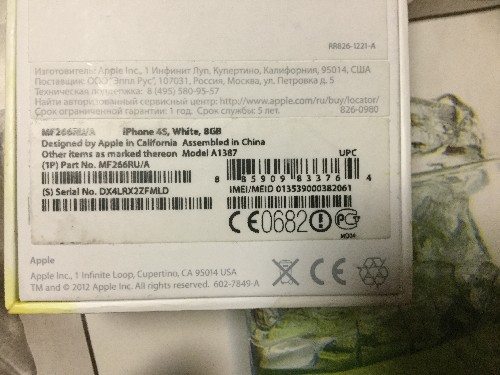 RR826-1221-A
Изготовитель: Apple Inc., 1 Инфинит Луп, Купертино, Калифорния, 95014, США
Поставщик: ООО "Эппл Рус", 107031, Россия, Москва, ул. Петровка д. 5
Техническая поддержка: 8 (495) 580-95-57
Найти авторизованный сервисный центр: http://www.apple.com/ru/buy/locator/
Срок ограниченной гарантии: 1 год. Срок службы: 5 лет. 826-0980
MF266RU/A iPhone 4S, White, 8GB
Designed by Apple in California Assembled in China
Other items as marked thereon Model A1387 UPC
(1P) Part No. MF266RU/A
8 85909 83376 4
(S) Serial No. DX4LRX2ZFMLD IMEI/MEID 013539000382061
CE0682
Apple
Apple Inc., 1 Infinite Loop, Cupertino, CA 95014 USA
TM and © 2012 Apple Inc. All rights reserved. 602-7849-A